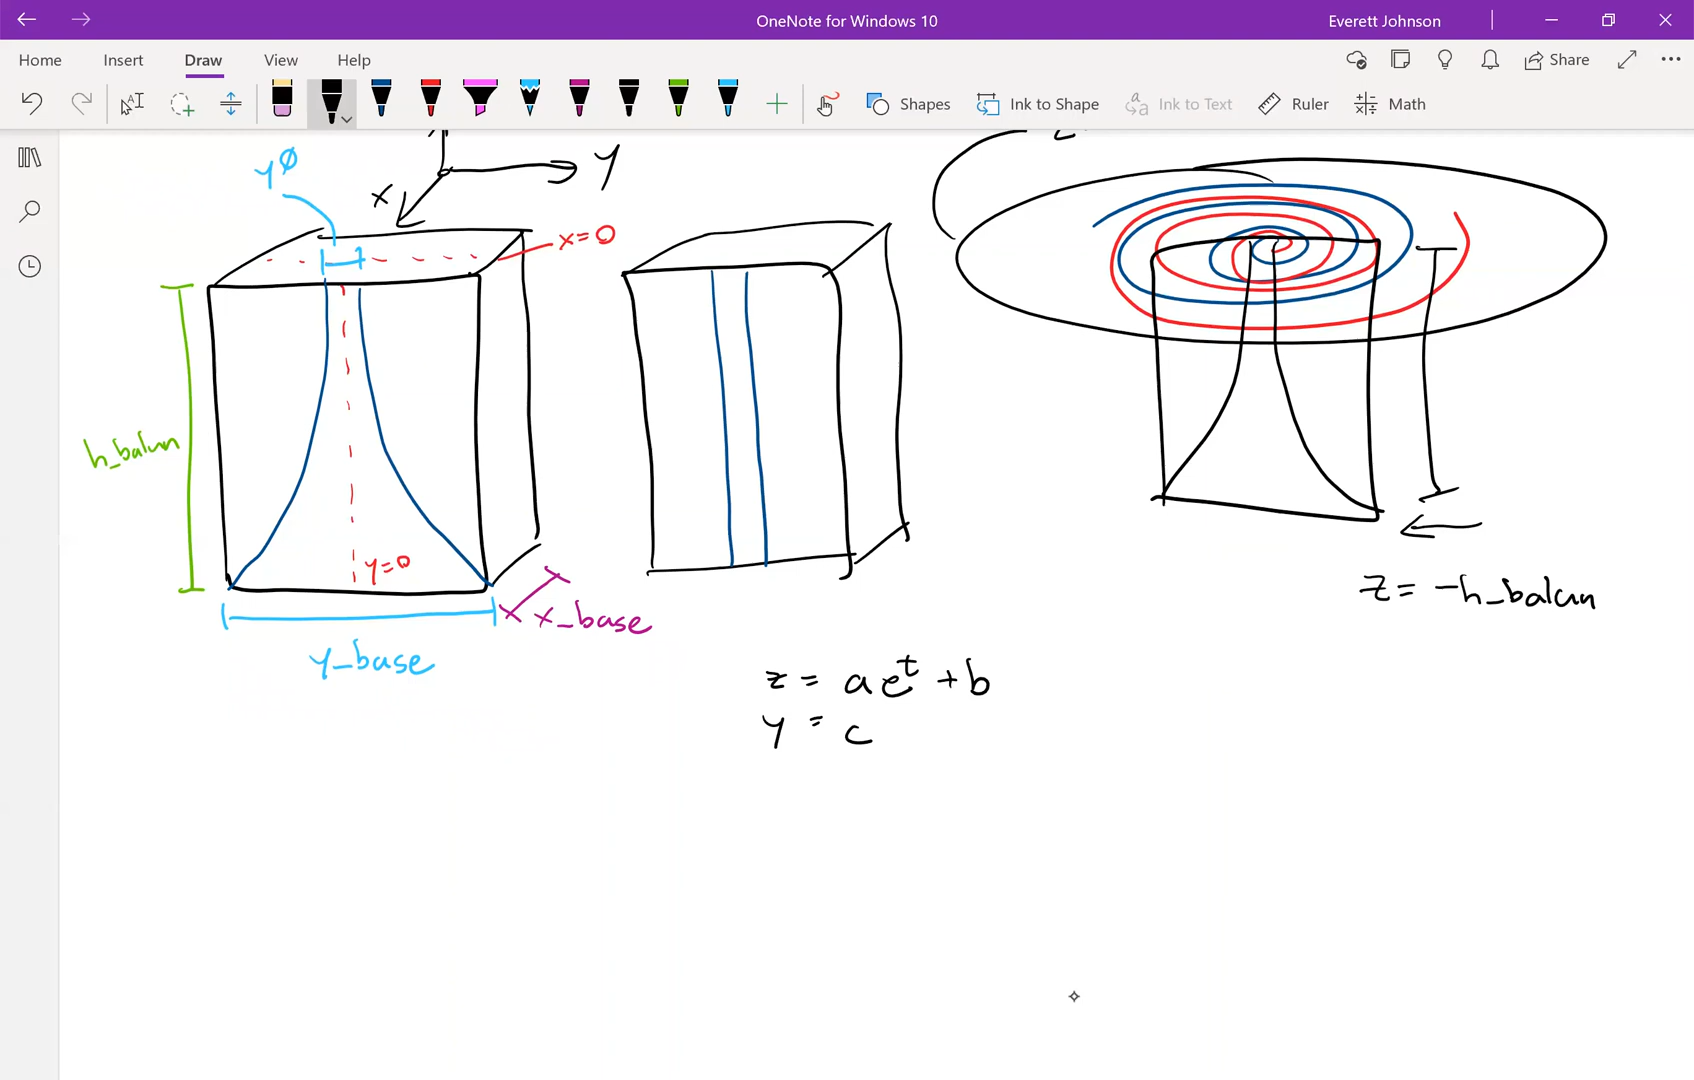 OneNote for Windows 10
Everett Johnson
Home Insert Draw View Help
Share
Shapes
Ink to Shape
Ink to Text
Ruler
Math
yø
Y
x
x=0
h_balun
y=0
x_base
y_base
z = -h_balun
z = ae^t + b
y = c